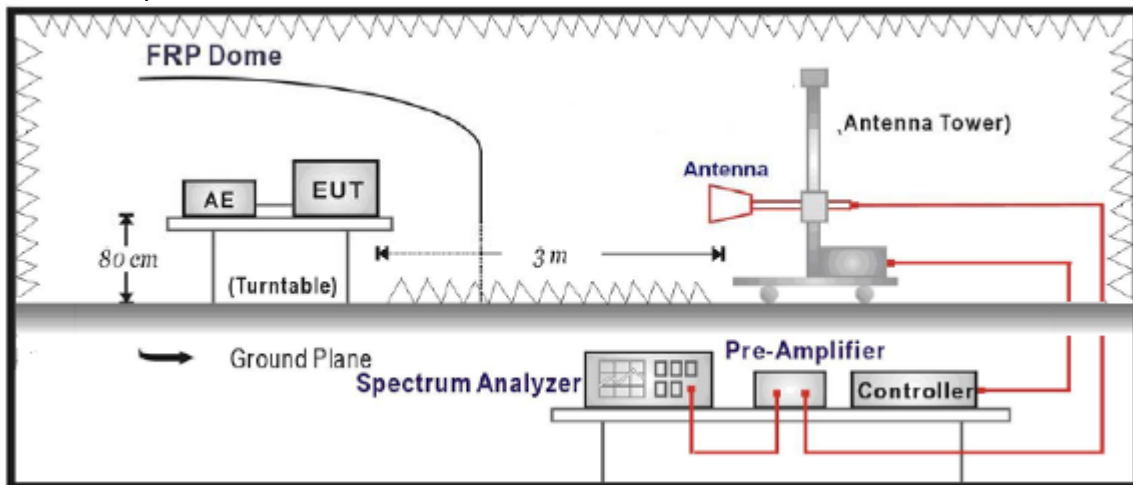 FRP Dome
(Antenna Tower)
Antenna
AE
EUT
80 cm
3 m
(Turntable)
Ground Plane
Pre-Amplifier
Spectrum Analyzer
Controller